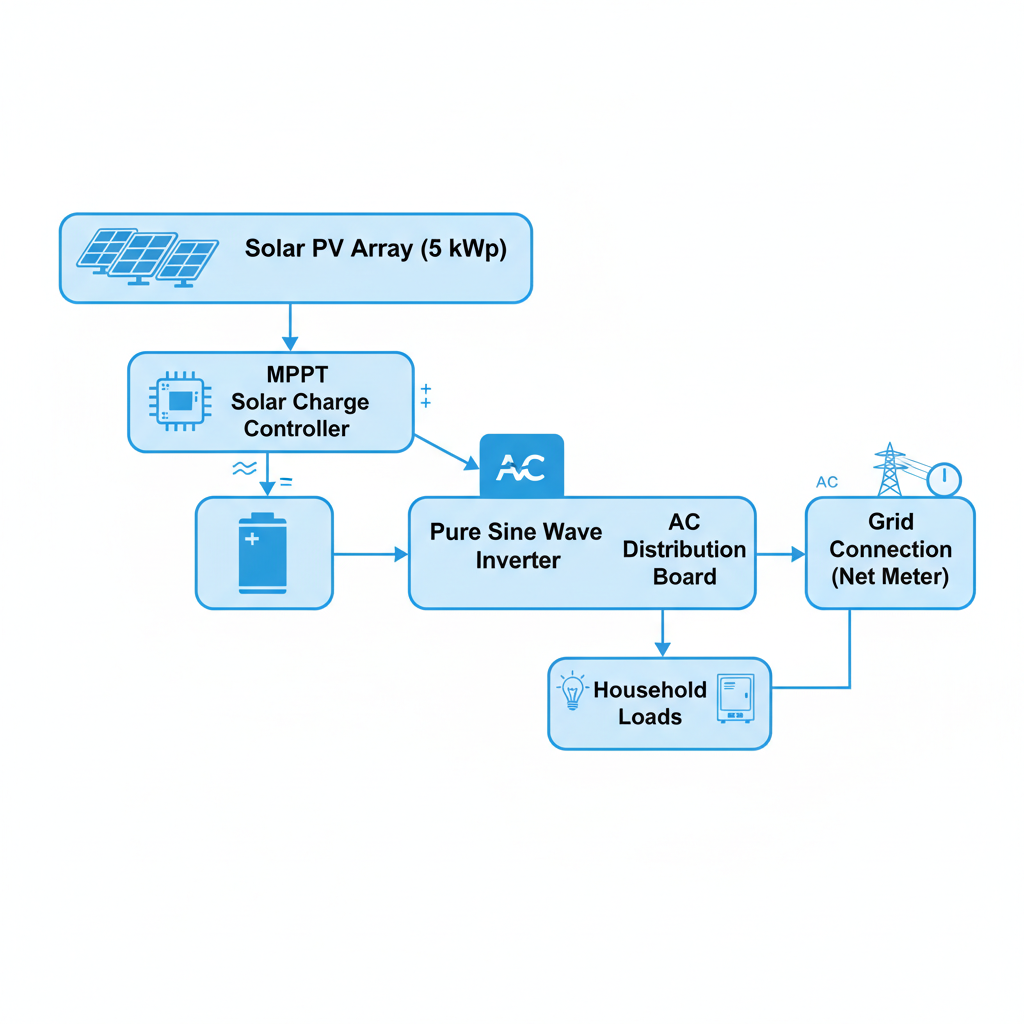 Solar PV Array (5 kWp)
MPPT
Solar Charge
Controller
+
+
=
AC
Pure Sine Wave
Inverter
AC
Distribution
Board
AC
Grid
Connection
(Net Meter)
Household
Loads